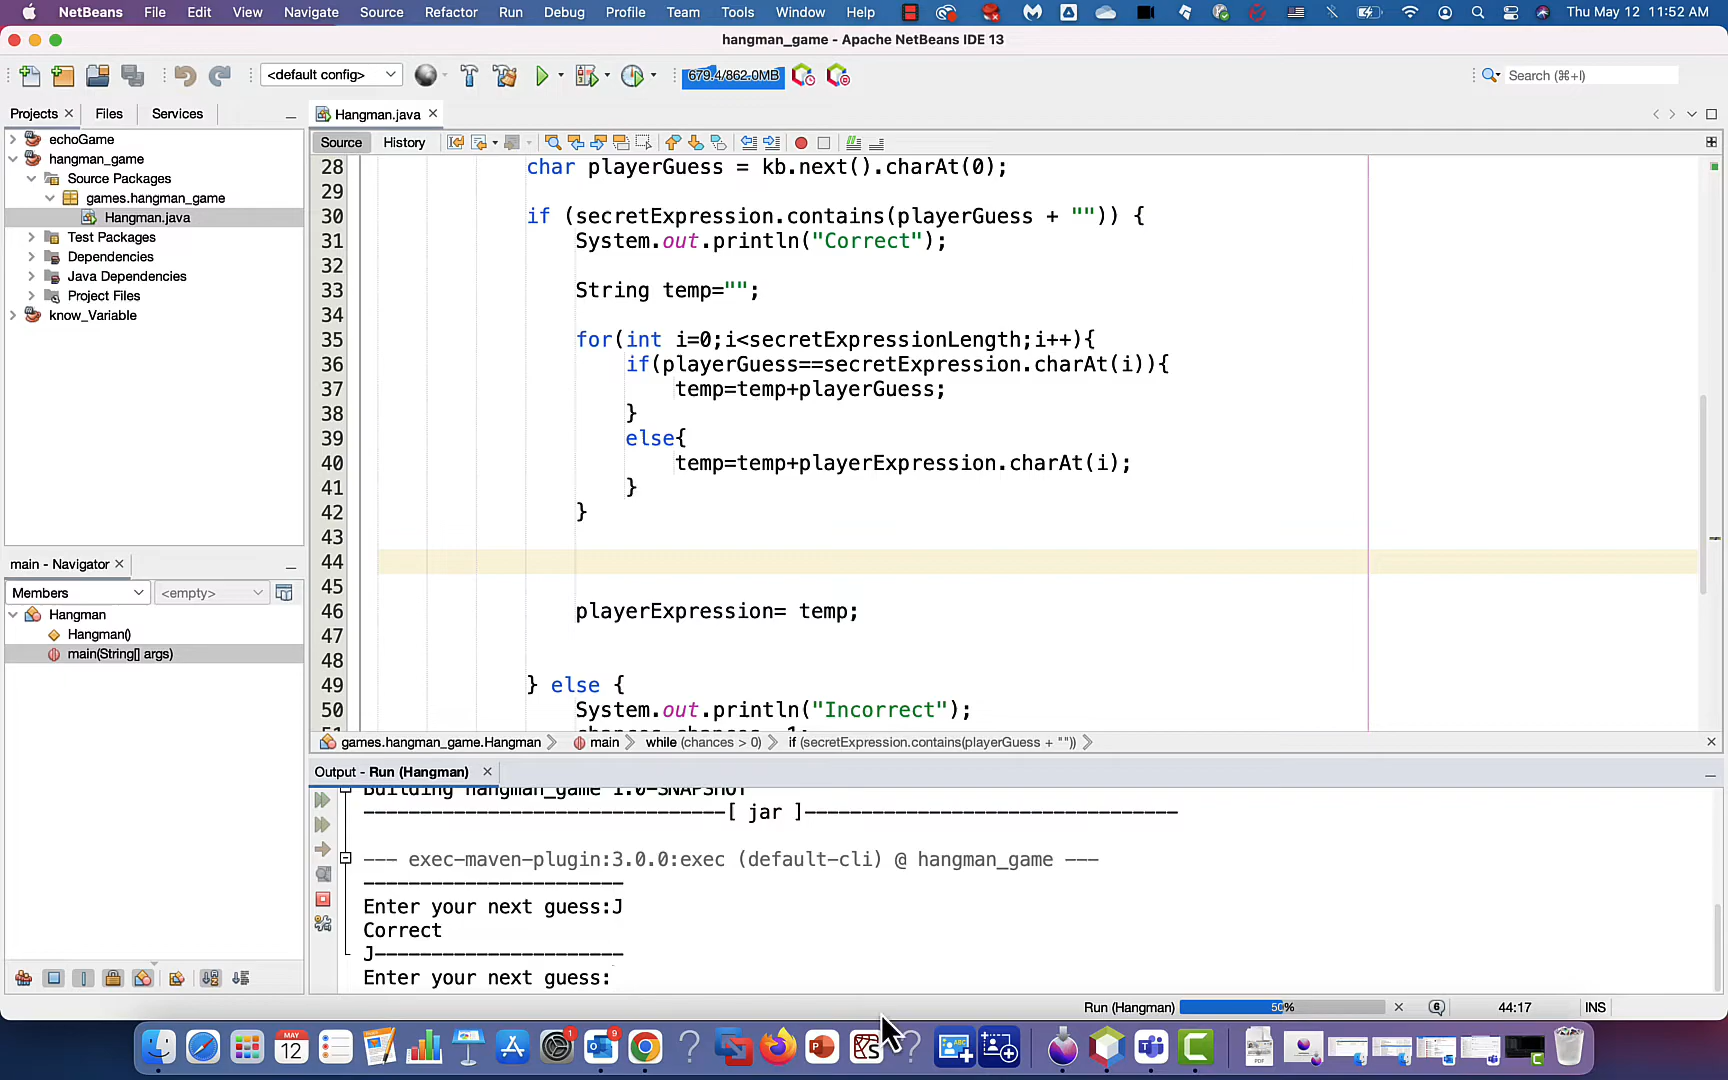 NetBeans File Edit View Navigate Source Refactor Run Debug Profile Team Tools Window Help Thu May 12 11:52 AM
hangman_game - Apache NetBeans IDE 13
<default config> 679.4/862.0MB Search (⌘+I)
Projects Files Services
Hangman.java
Source History
echoGame
hangman_game
Source Packages
games.hangman_game
Hangman.java
Test Packages
Dependencies
Java Dependencies
Project Files
know_Variable
main - Navigator
Members <empty>
Hangman
Hangman()
main(String[] args)
28 char playerGuess = kb.next().charAt(0);
29
30 if (secretExpression.contains(playerGuess + "")) {
31 System.out.println("Correct");
32
33 String temp="";
34
35 for(int i=0;i<secretExpressionLength;i++){
36 if(playerGuess==secretExpression.charAt(i)){
37 temp=temp+playerGuess;
38 }
39 else{
40 temp=temp+playerExpression.charAt(i);
41 }
42 }
43
44
45
46 playerExpression= temp;
47
48
49 } else {
50 System.out.println("Incorrect");
games.hangman_game.Hangman main while (chances > 0) if (secretExpression.contains(playerGuess + ""))
Output - Run (Hangman)
Building hangman_game 1.0-SNAPSHOT
--------------------------------[ jar ]---------------------------------
--- exec-maven-plugin:3.0.0:exec (default-cli) @ hangman_game ---
-----------------------
Enter your next guess:J
Correct
J----------------------
Enter your next guess:
Run (Hangman) 50% 6 44:17 INS
MAY
12
1
9
PDF